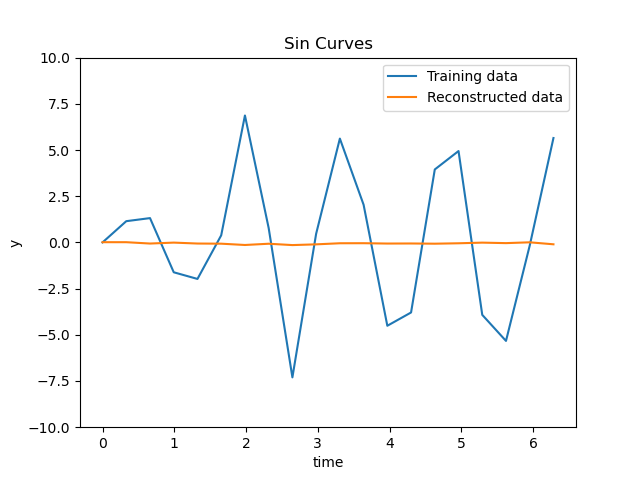 Sin Curves
Training data
Reconstructed data
10.0
7.5
5.0
2.5
0.0
−2.5
−5.0
−7.5
−10.0
y
0 1 2 3 4 5 6
time